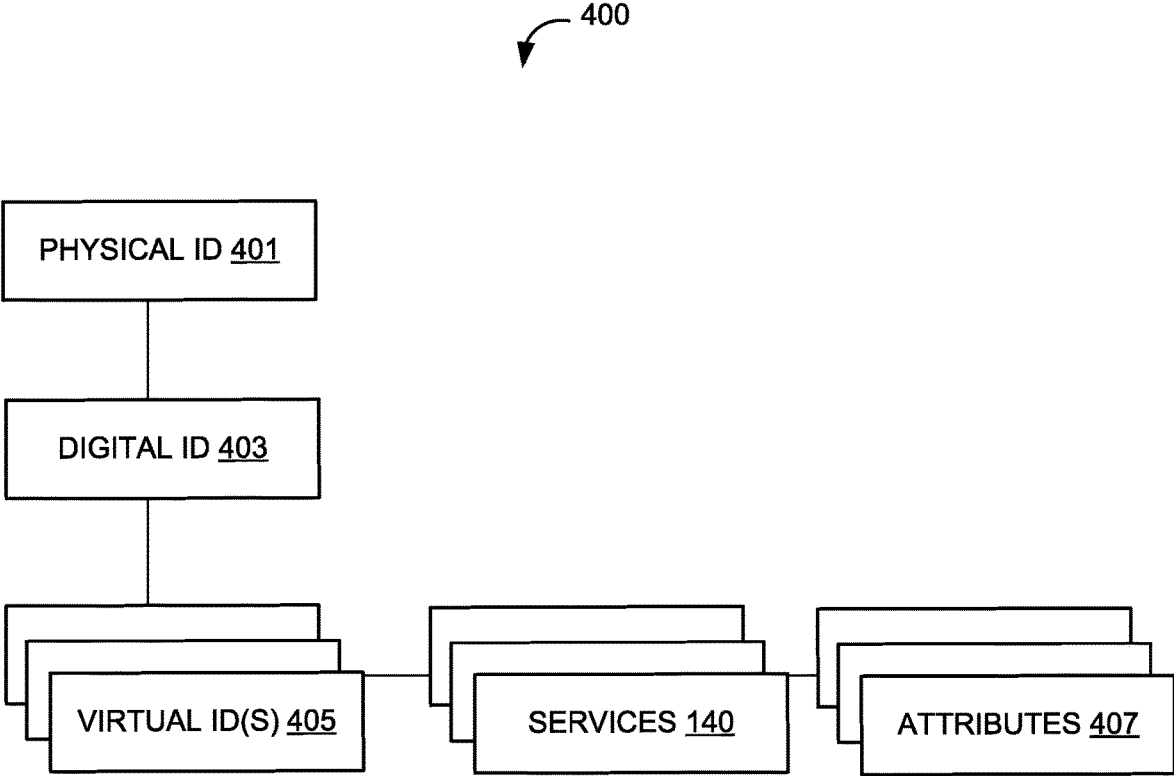 400
PHYSICAL ID 401
DIGITAL ID 403
VIRTUAL ID(S) 405
SERVICES 140
ATTRIBUTES 407